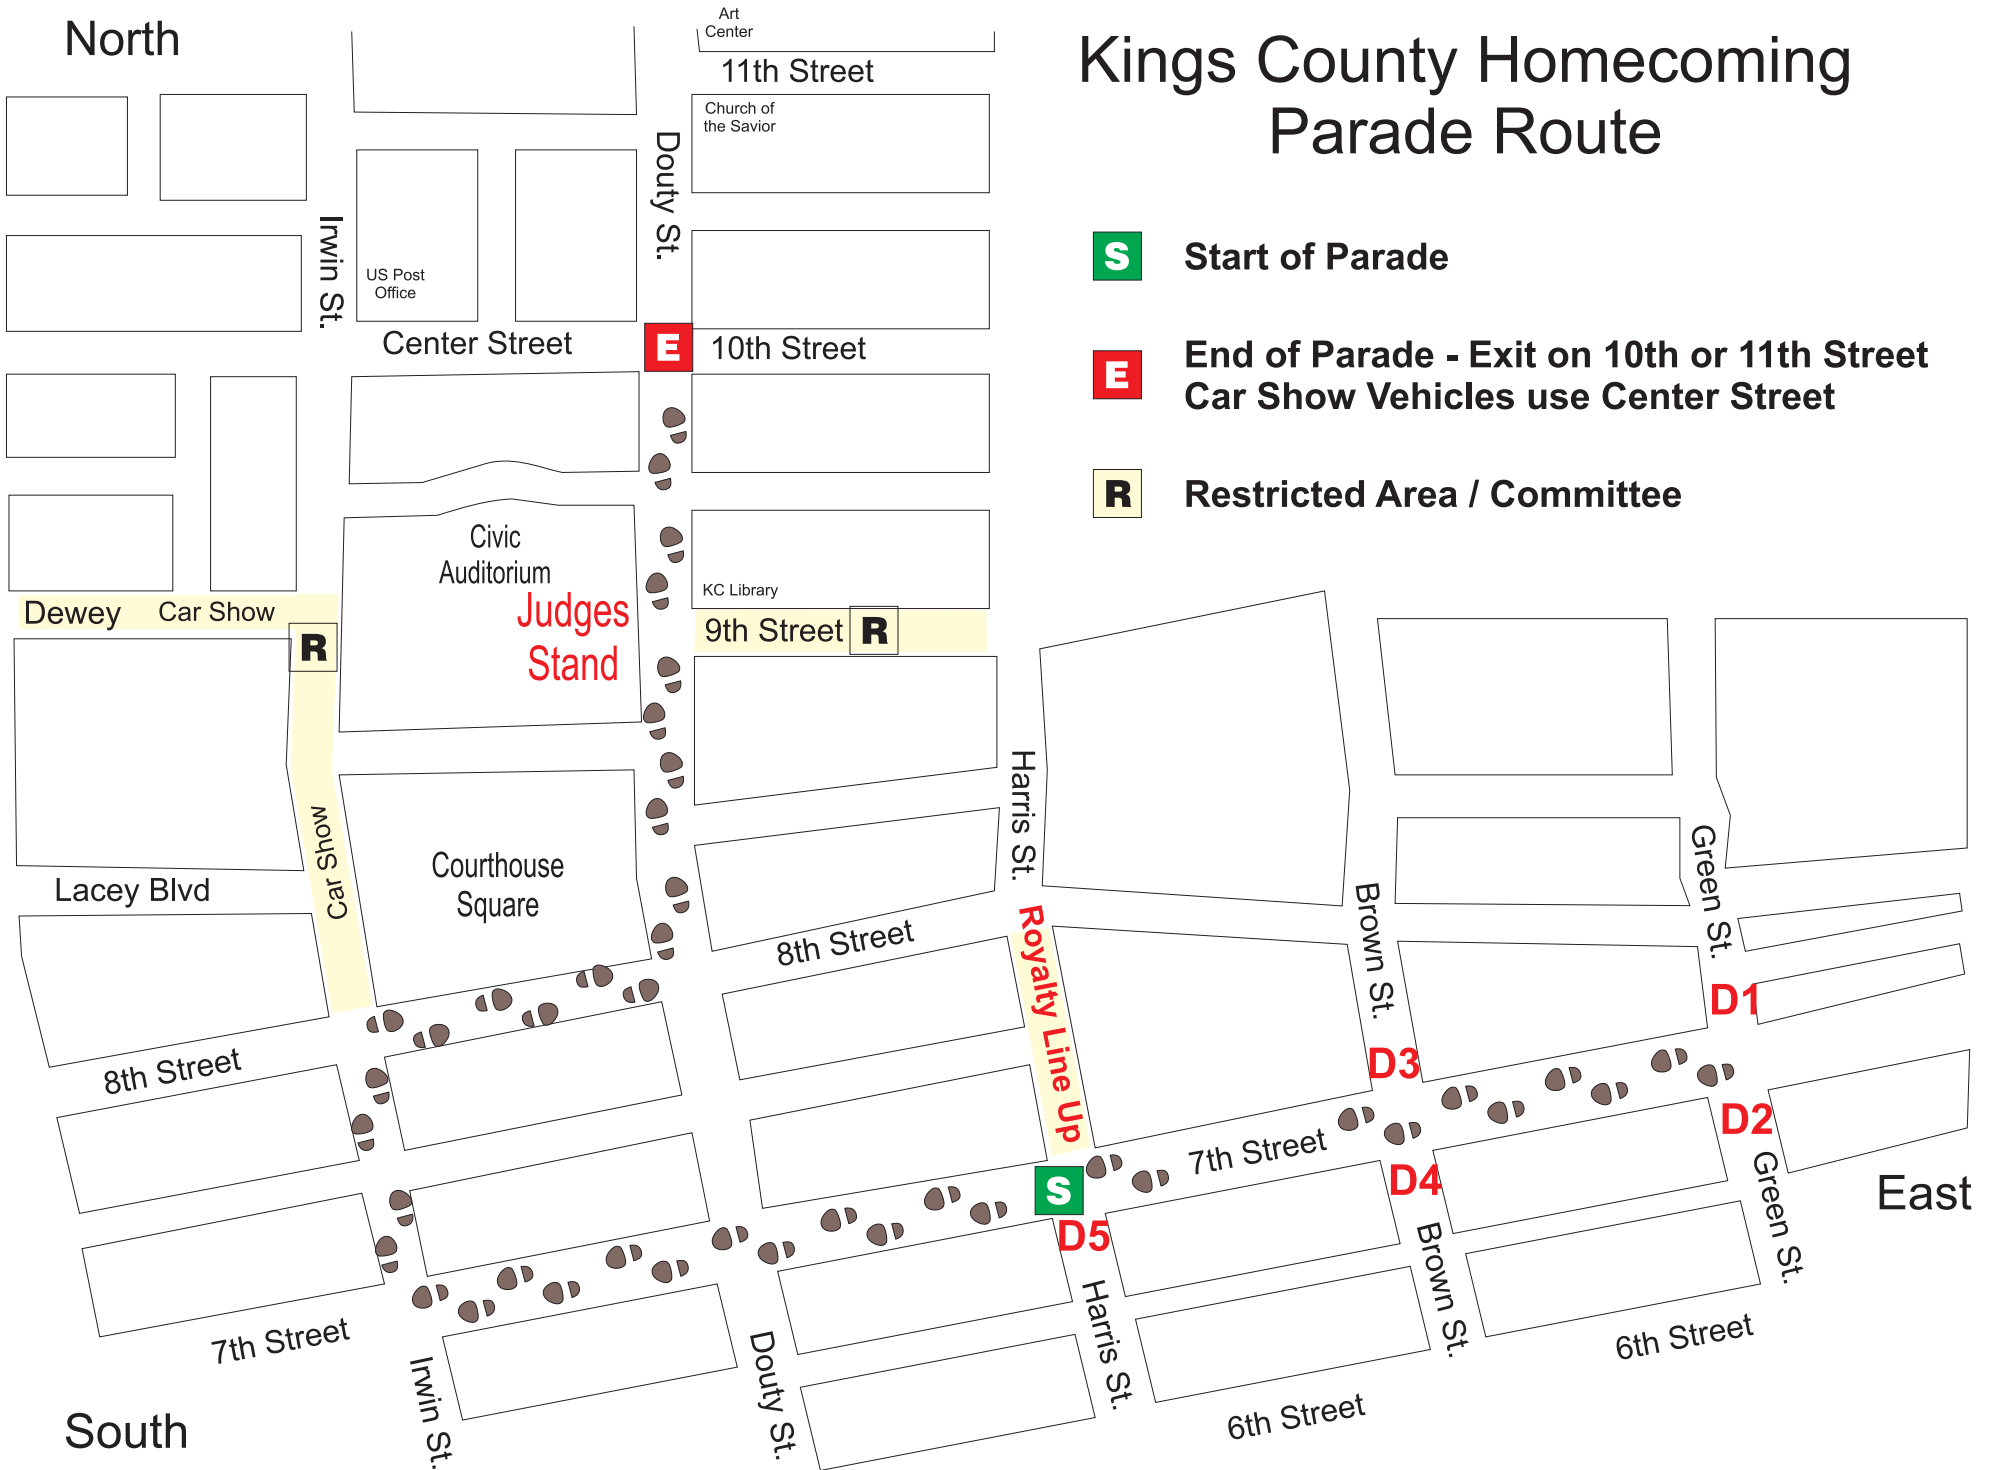 North
Art
Center
11th Street
Kings County Homecoming
Parade Route
Church of
the Savior
Douty St.
Irwin St.
US Post
Office
S
Start of Parade
Center Street
E
10th Street
E
End of Parade - Exit on 10th or 11th Street
Car Show Vehicles use Center Street
R
Restricted Area / Committee
Civic
Auditorium
Judges
Stand
KC Library
Dewey
Car Show
R
9th Street
R
Harris St.
Car Show
Courthouse
Square
Lacey Blvd
8th Street
Green St.
Brown St.
Royalty Line Up
D1
D3
8th Street
D2
7th Street
D4
S
D5
Green St.
East
Brown St.
Harris St.
7th Street
Irwin St.
Douty St.
6th Street
6th Street
South